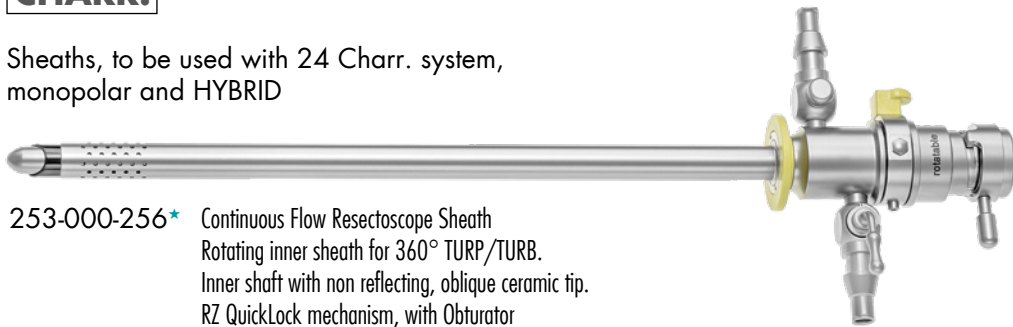 CHARR.
Sheaths, to be used with 24 Charr. system,
monopolar and HYBRID
rotatable
253-000-256★ Continuous Flow Resectoscope Sheath
Rotating inner sheath for 360° TURP/TURB.
Inner shaft with non reflecting, oblique ceramic tip.
RZ QuickLock mechanism, with Obturator